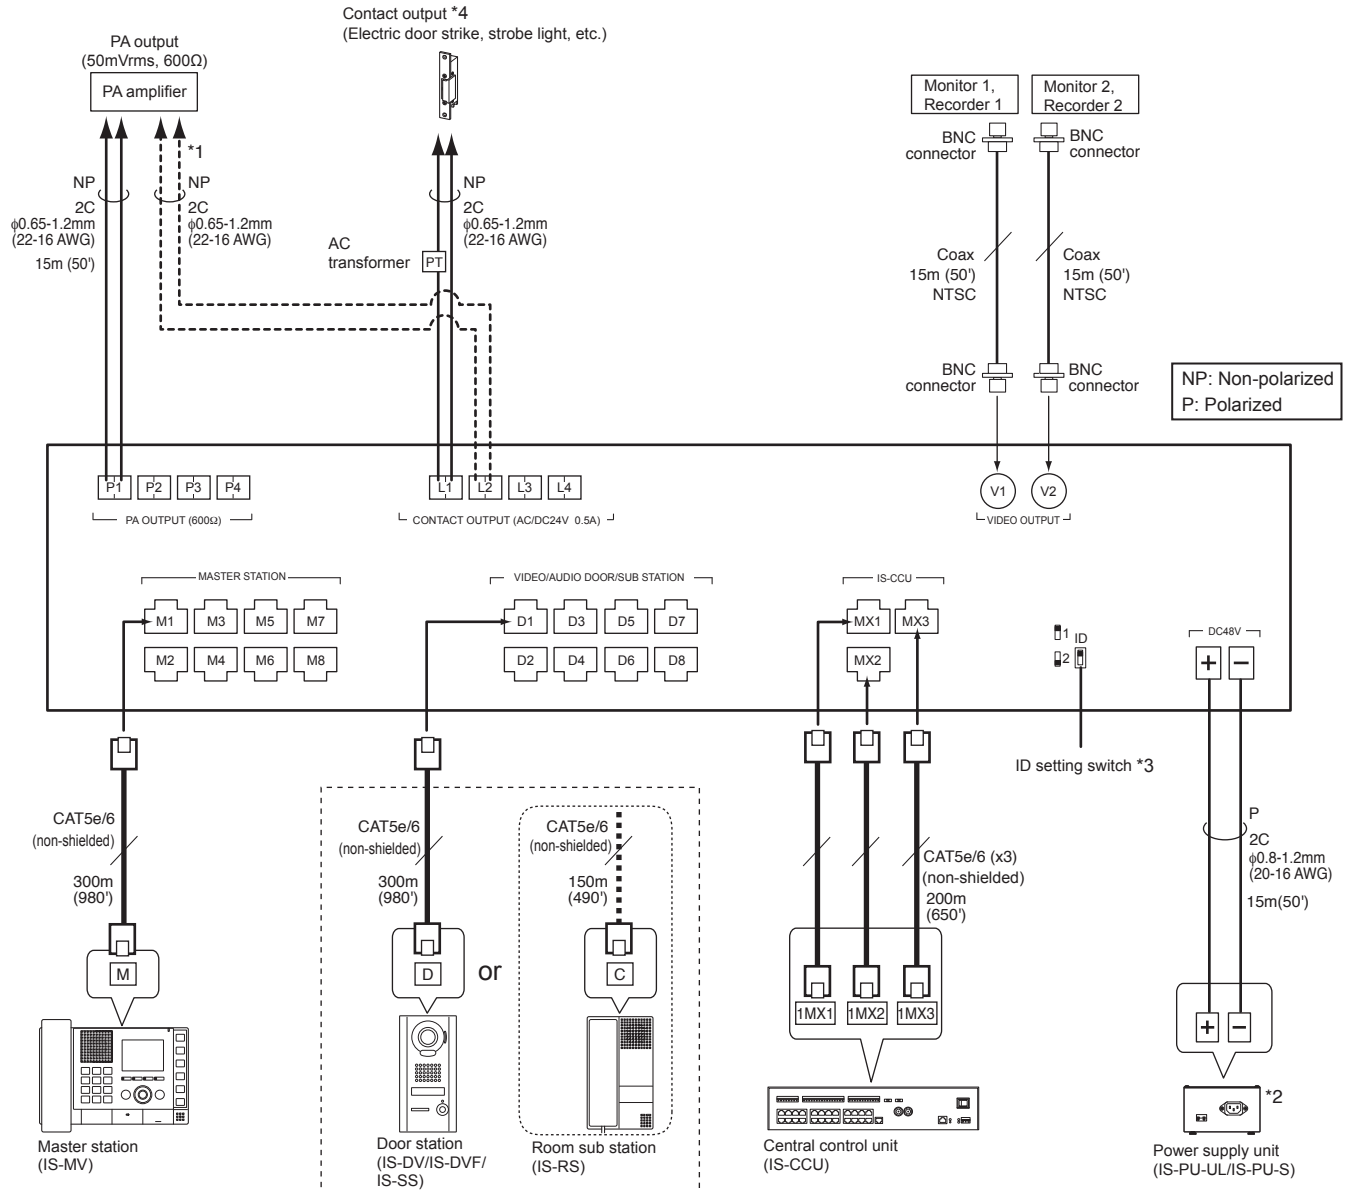 Contact output *4
(Electric door strike, strobe light, etc.)
PA output
(50mVrms, 600Ω)
PA amplifier
*1
NP
2C
φ0.65-1.2mm
(22-16 AWG)
15m (50')
NP
2C
φ0.65-1.2mm
(22-16 AWG)
NP
2C
φ0.65-1.2mm
(22-16 AWG)
AC
transformer
PT
Monitor 1,
Recorder 1
Monitor 2,
Recorder 2
BNC
connector
BNC
connector
Coax
15m (50')
NTSC
Coax
15m (50')
NTSC
BNC
connector
BNC
connector
NP: Non-polarized
P: Polarized
P1 P2 P3 P4
PA OUTPUT (600Ω)
L1 L2 L3 L4
CONTACT OUTPUT (AC/DC24V 0.5A)
V1 V2
VIDEO OUTPUT
MASTER STATION
M1 M3 M5 M7
M2 M4 M6 M8
VIDEO/AUDIO DOOR/SUB STATION
D1 D3 D5 D7
D2 D4 D6 D8
IS-CCU
MX1 MX3
MX2
1 ID
2
DC48V
+ −
ID setting switch *3
CAT5e/6
(non-shielded)
300m
(980')
M
Master station
(IS-MV)
CAT5e/6
(non-shielded)
300m
(980')
D
Door station
(IS-DV/IS-DVF/
IS-SS)
or
CAT5e/6
(non-shielded)
150m
(490')
C
Room sub station
(IS-RS)
CAT5e/6 (x3)
(non-shielded)
200m
(650')
1MX1 1MX2 1MX3
Central control unit
(IS-CCU)
P
2C
φ0.8-1.2mm
(20-16 AWG)
15m(50')
+ −
*2
Power supply unit
(IS-PU-UL/IS-PU-S)